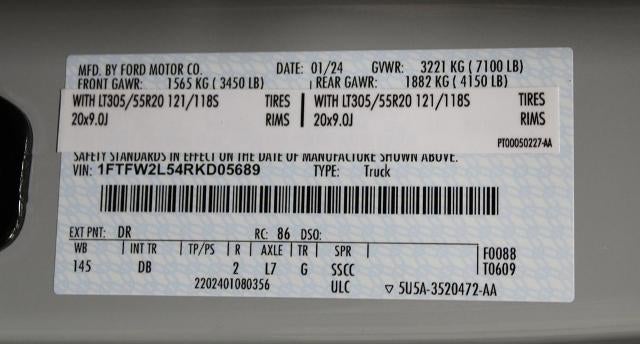 MFD. BY FORD MOTOR CO. DATE: 01/24 GVWR: 3221 KG ( 7100 LB)
FRONT GAWR: 1565 KG ( 3450 LB) REAR GAWR: 1882 KG ( 4150 LB)
WITH LT305/55R20 121/118S TIRES WITH LT305/55R20 121/118S TIRES
20x9.0J RIMS 20x9.0J RIMS
PT00050227-AA
SAFETY STANDARDS IN EFFECT ON THE DATE OF MANUFACTURE SHOWN ABOVE.
VIN: 1FTFW2L54RKD05689 TYPE: Truck
EXT PNT: DR RC: 86 DSO:
WB INT TR TP/PS R AXLE TR SPR F0088
145 DB 2 L7 G SSCC T0609
2202401080356 ULC ▽ 5U5A-3520472-AA